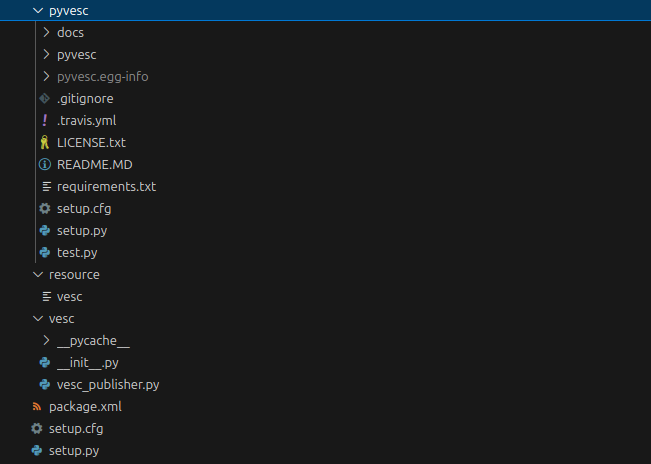 pyvesc
docs
pyvesc
pyvesc.egg-info
.gitignore
.travis.yml
LICENSE.txt
README.MD
requirements.txt
setup.cfg
setup.py
test.py
resource
vesc
vesc
__pycache__
__init__.py
vesc_publisher.py
package.xml
setup.cfg
setup.py